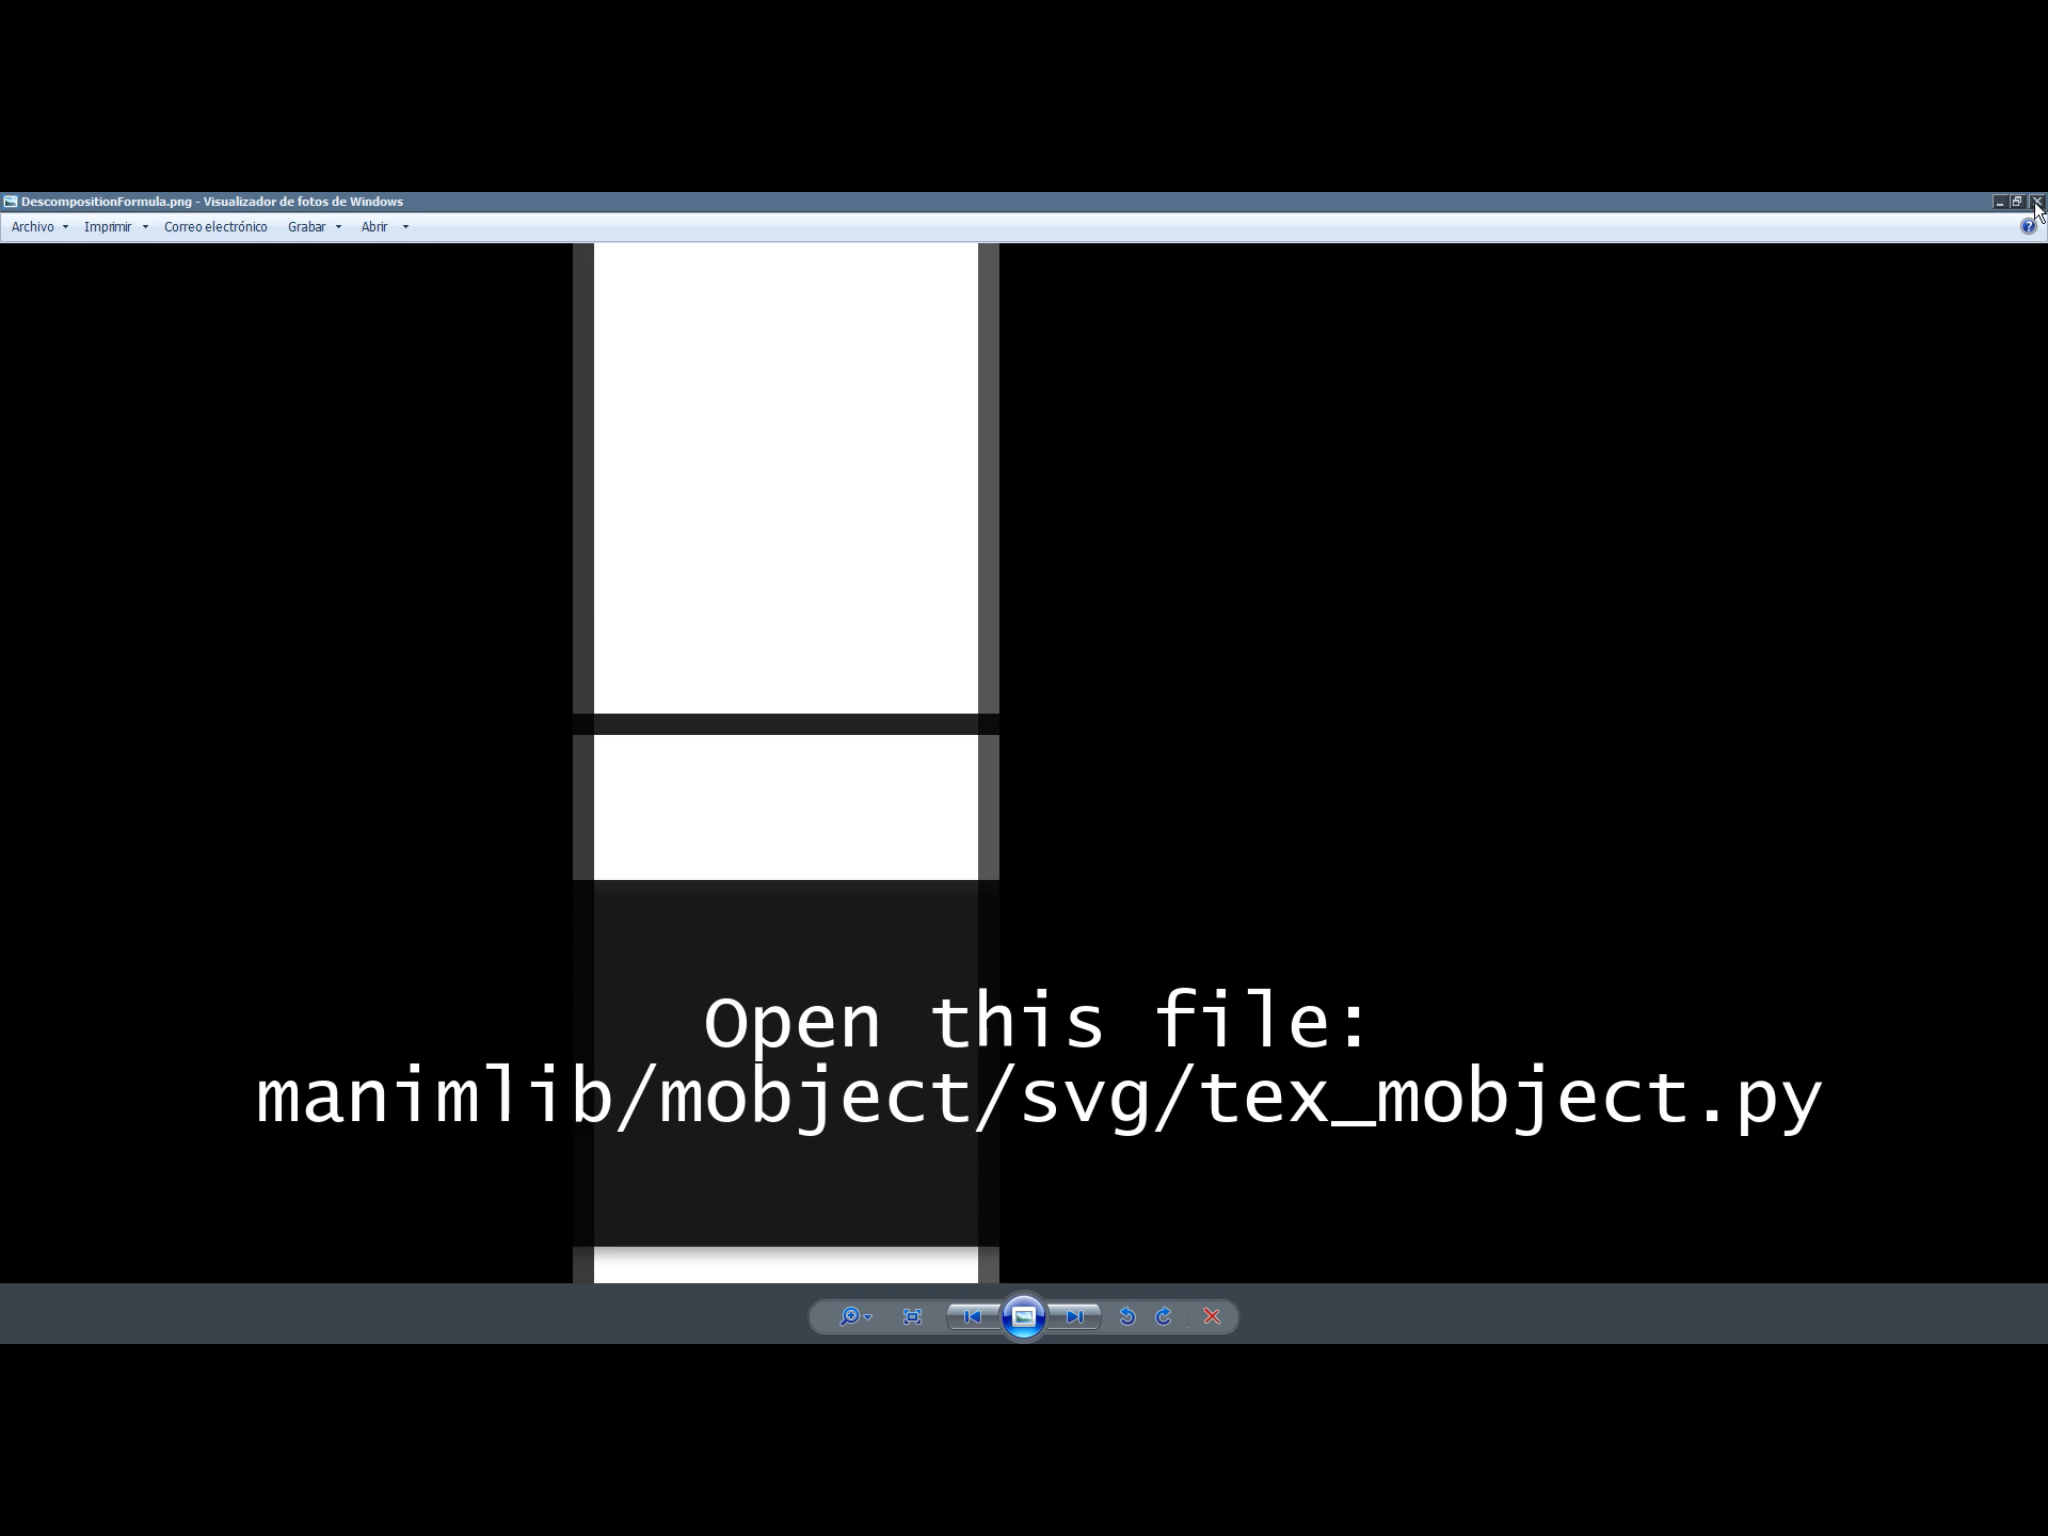 DescompositionFormula.png - Visualizador de fotos de Windows
Archivo Imprimir Correo electrónico Grabar Abrir
Open this file:
manimlib/mobject/svg/tex_mobject.py